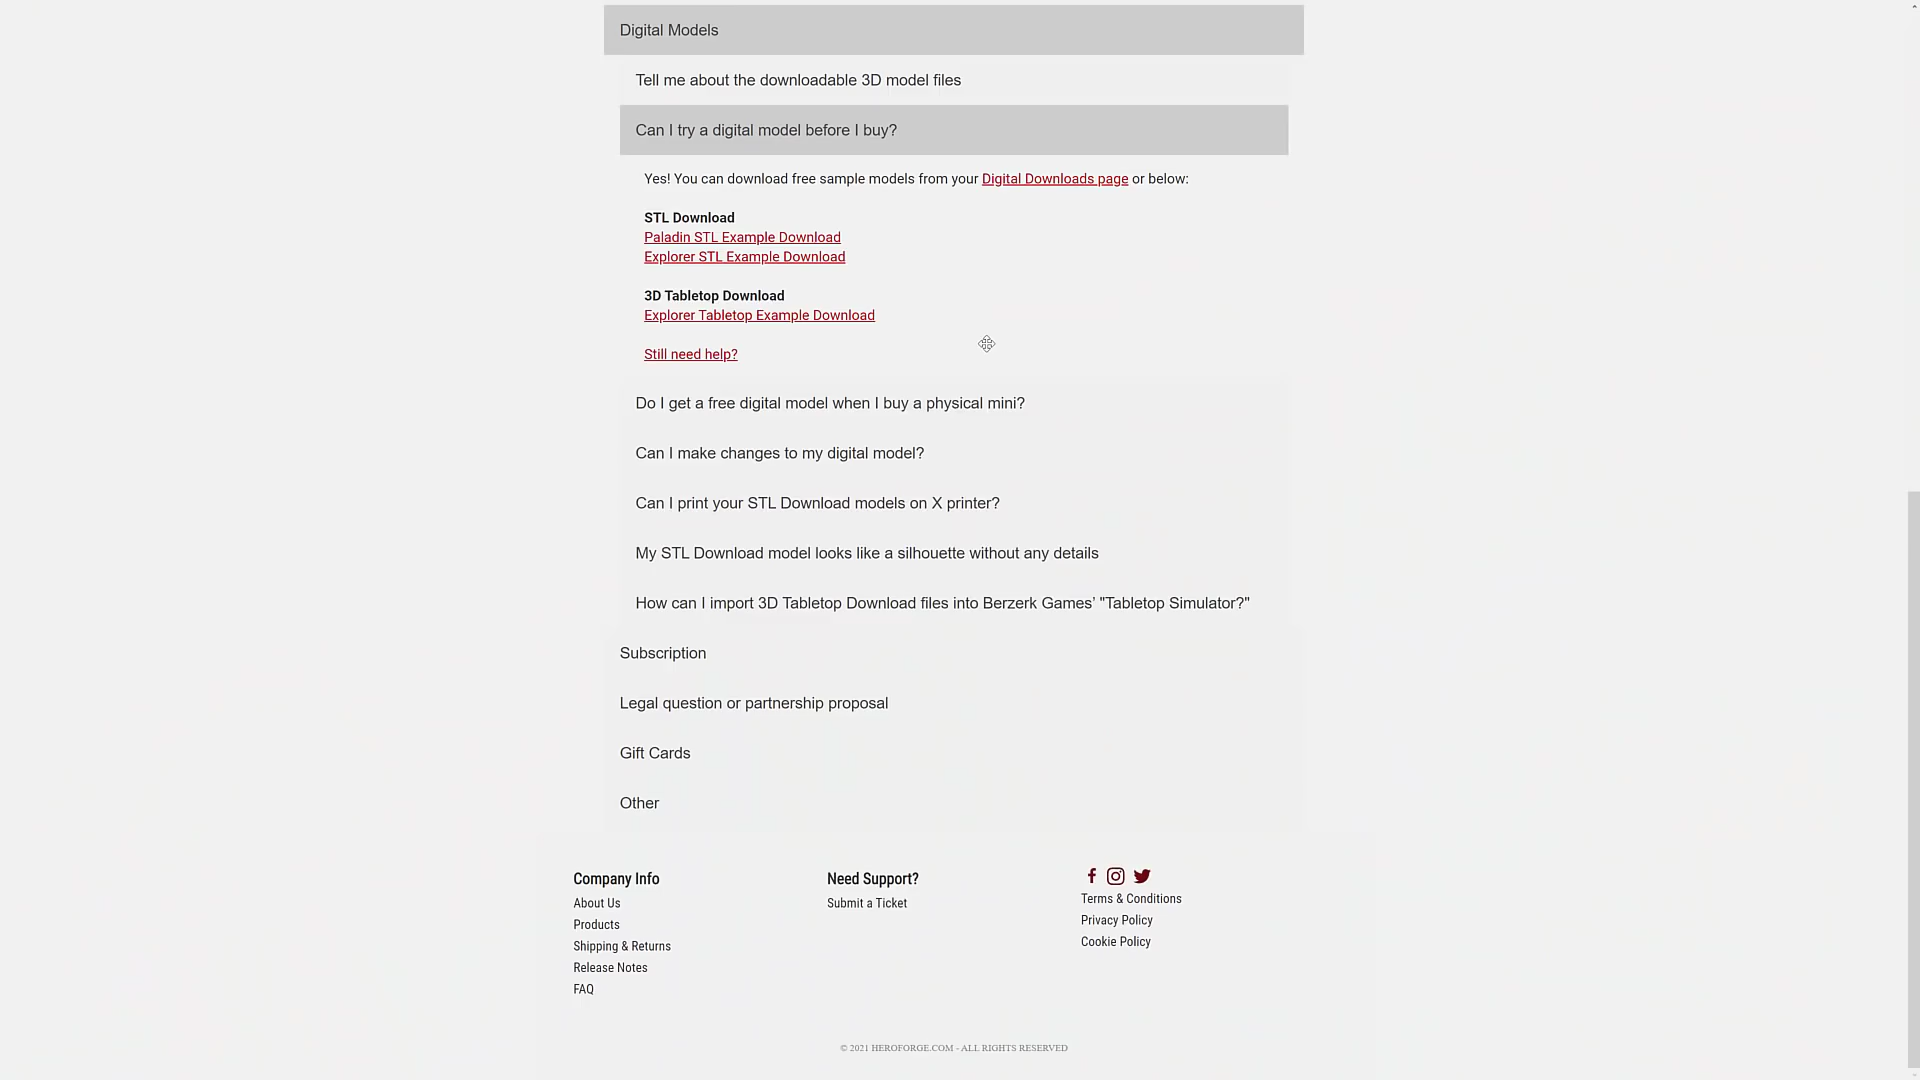 Digital Models
Tell me about the downloadable 3D model files
Can I try a digital model before I buy?
Yes! You can download free sample models from your Digital Downloads page or below:
STL Download
Paladin STL Example Download
Explorer STL Example Download
3D Tabletop Download
Explorer Tabletop Example Download
Still need help?
Do I get a free digital model when I buy a physical mini?
Can I make changes to my digital model?
Can I print your STL Download models on X printer?
My STL Download model looks like a silhouette without any details
How can I import 3D Tabletop Download files into Berzerk Games’ "Tabletop Simulator?"
Subscription
Legal question or partnership proposal
Gift Cards
Other
Company Info
About Us
Products
Shipping & Returns
Release Notes
FAQ
Need Support?
Submit a Ticket
Terms & Conditions
Privacy Policy
Cookie Policy
© 2021 HEROFORGE.COM - ALL RIGHTS RESERVED